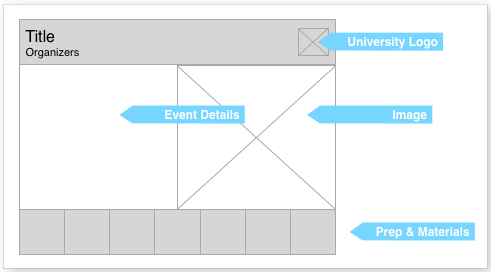 Title
Organizers
University Logo
Event Details
Image
Prep & Materials